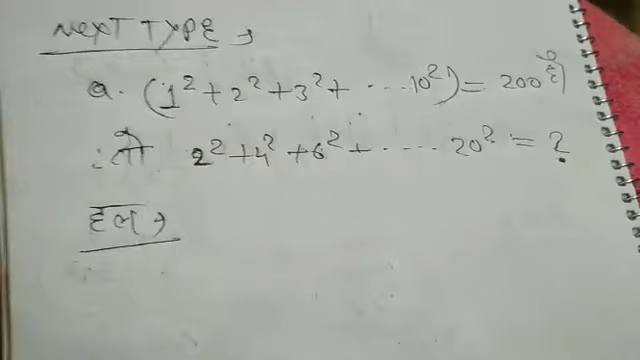 NEXT TYPE →
Q. (1² + 2² + 3² + ... 10²) = 200 है
तो 2² + 4² + 6² + .... 20² = ?
हल →